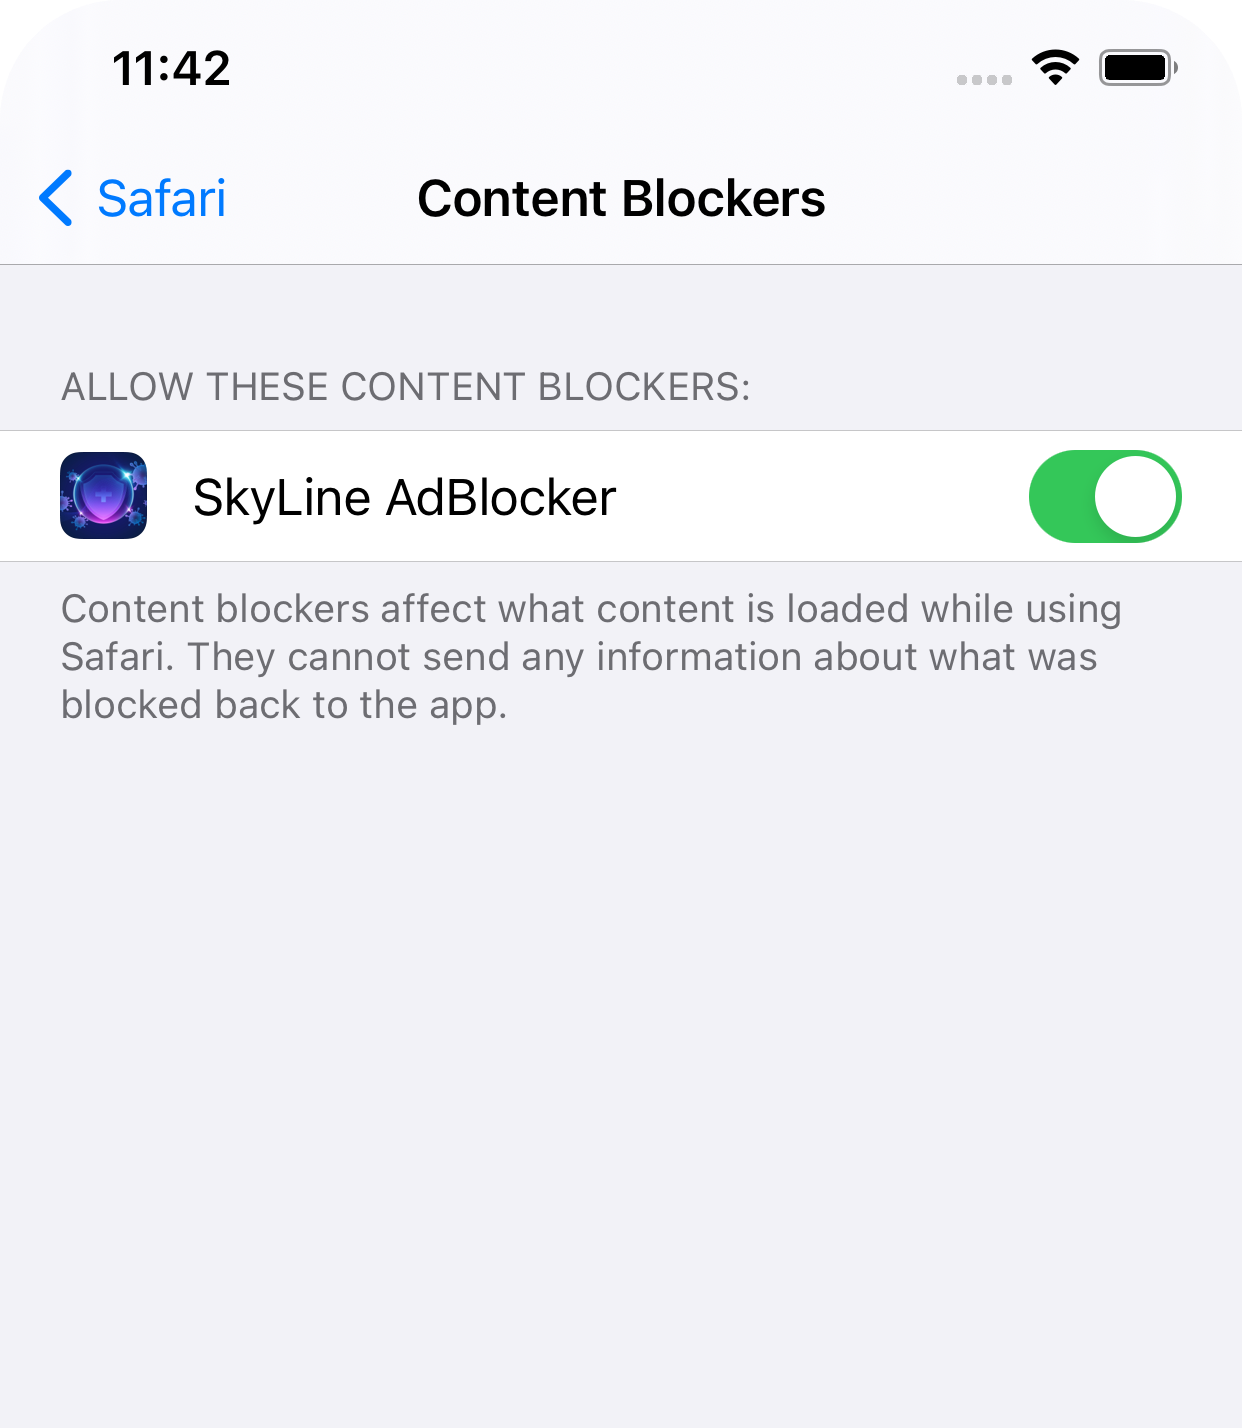 11:42
Safari
Content Blockers
ALLOW THESE CONTENT BLOCKERS:
SkyLine AdBlocker
Content blockers affect what content is loaded while using
Safari. They cannot send any information about what was
blocked back to the app.